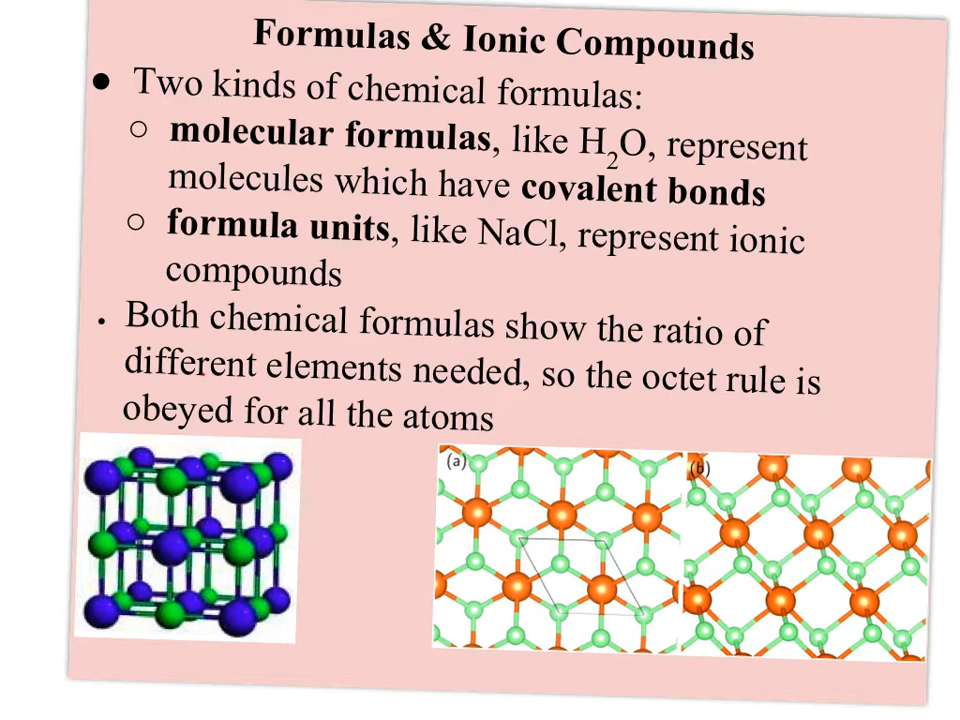 Formulas & Ionic Compounds
● Two kinds of chemical formulas:
○ molecular formulas, like H₂O, represent
molecules which have covalent bonds
○ formula units, like NaCl, represent ionic
compounds
• Both chemical formulas show the ratio of
different elements needed, so the octet rule is
obeyed for all the atoms
(a)
(b)